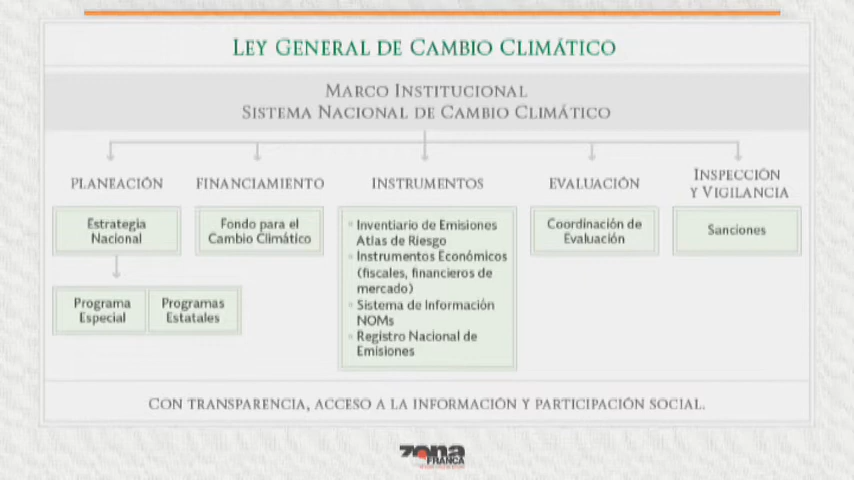 LEY GENERAL DE CAMBIO CLIMÁTICO
MARCO INSTITUCIONAL
SISTEMA NACIONAL DE CAMBIO CLIMÁTICO
PLANEACIÓN
Estrategia
Nacional
Programa
Especial
Programas
Estatales
FINANCIAMIENTO
Fondo para el
Cambio Climático
INSTRUMENTOS
Inventario de Emisiones
Atlas de Riesgo
Instrumentos Económicos
(fiscales, financieros de
mercado)
Sistema de Información
NOMs
Registro Nacional de
Emisiones
EVALUACIÓN
Coordinación de
Evaluación
INSPECCIÓN
Y VIGILANCIA
Sanciones
CON TRANSPARENCIA, ACCESO A LA INFORMACIÓN Y PARTICIPACIÓN SOCIAL.
zona
FRANCA